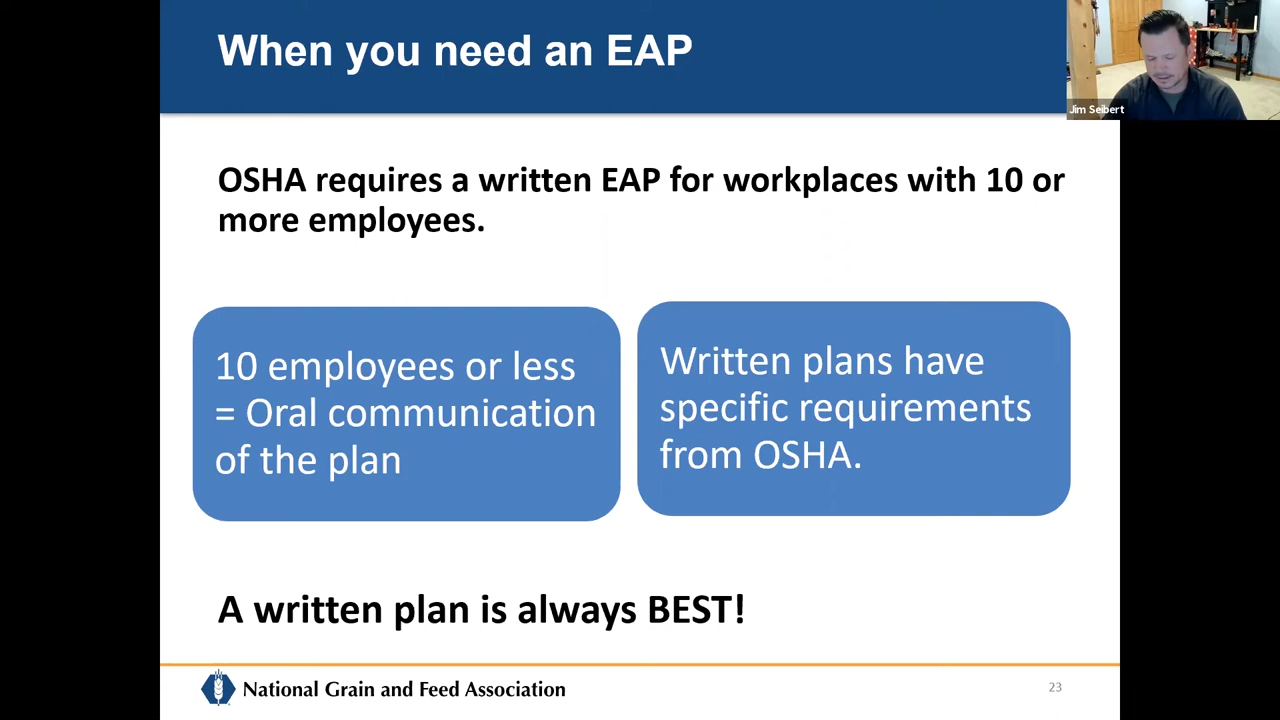 When you need an EAP
Jim Seibert
OSHA requires a written EAP for workplaces with 10 or
more employees.
10 employees or less
= Oral communication
of the plan
Written plans have
specific requirements
from OSHA.
A written plan is always BEST!
National Grain and Feed Association
23